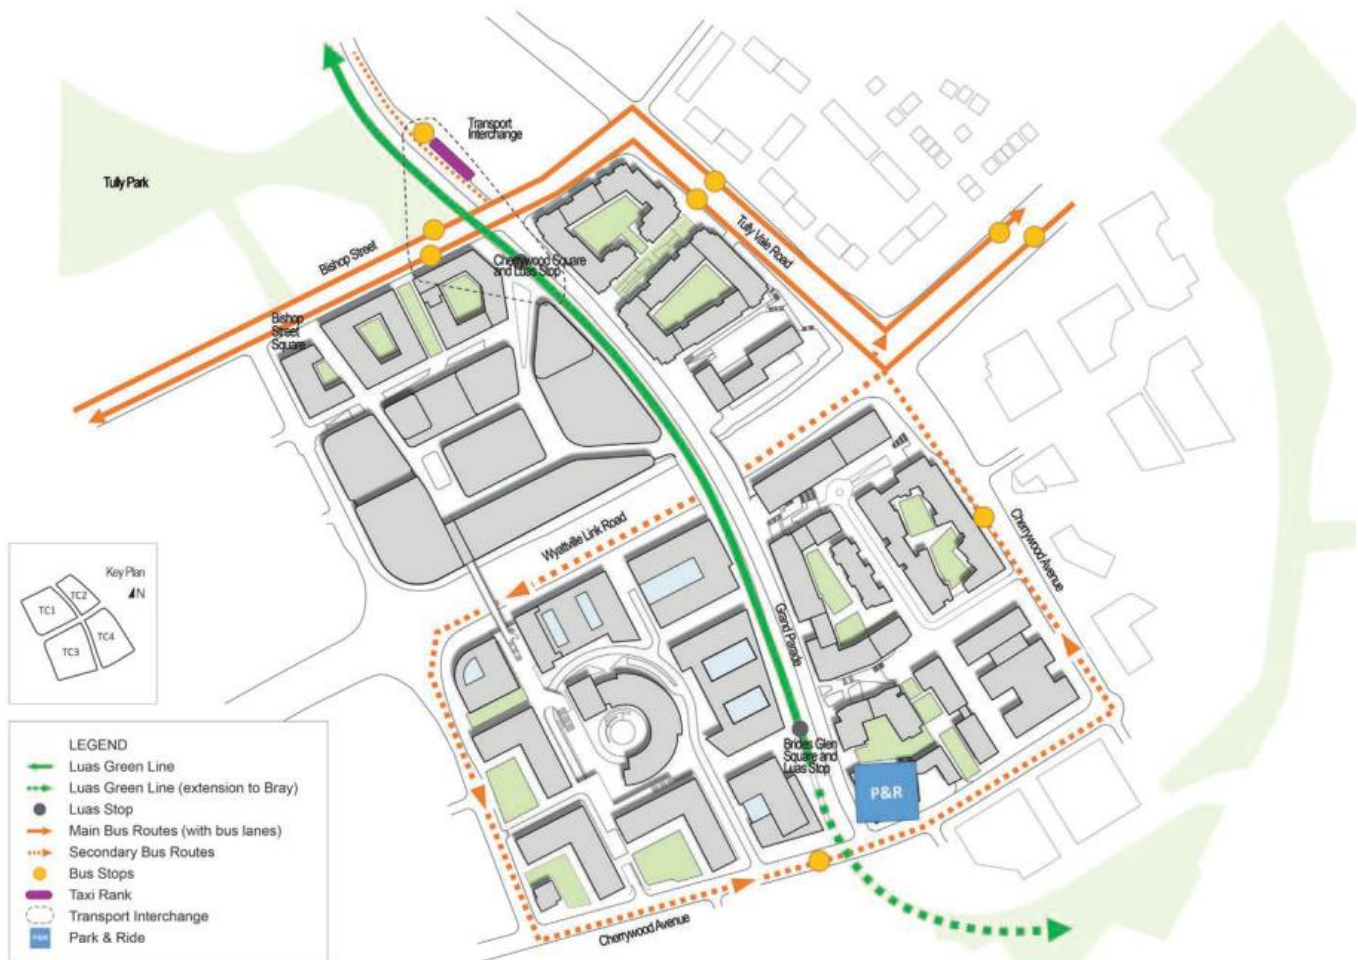 Transport
Interchange
Tully Park
Bishop Street
Tully Vale Road
Cherrywood Square
and Luas Stop
Bishop
Street
Square
Wyattville Link Road
Cherrywood Avenue
Grand Parade
Key Plan
N
TC1
TC2
TC3
TC4
Brides Glen
Square and
Luas Stop
P&R
Cherrywood Avenue
LEGEND
Luas Green Line
Luas Green Line (extension to Bray)
Luas Stop
Main Bus Routes (with bus lanes)
Secondary Bus Routes
Bus Stops
Taxi Rank
Transport Interchange
P&R
Park & Ride